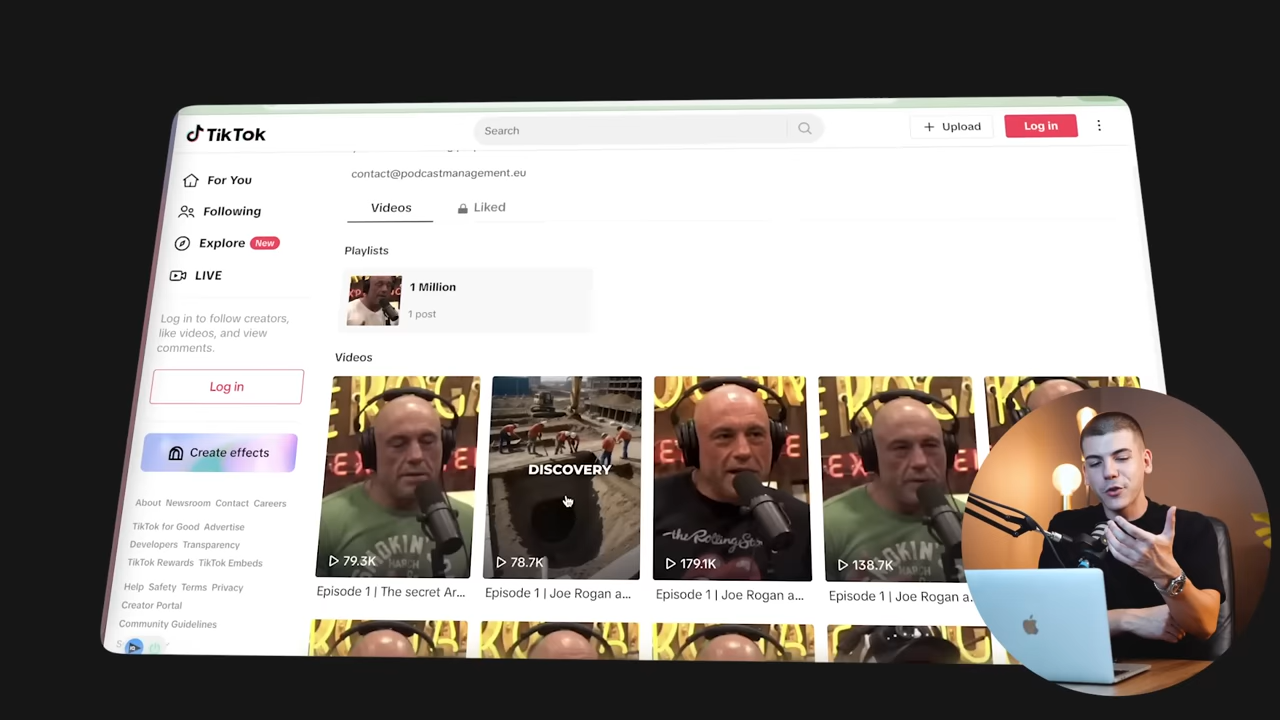 TikTok
Search
Upload
Log in
For You
Following
Explore New
LIVE
Log in to follow creators,
like videos, and view
comments.
Log in
Create effects
About Newsroom Contact Careers
TikTok for Good Advertise
Developers Transparency
TikTok Rewards TikTok Embeds
Help Safety Terms Privacy
Creator Portal
Community Guidelines
contact@podcastmanagement.eu
Videos
Liked
Playlists
1 Million
1 post
Videos
DISCOVERY
79.3K
78.7K
179.1K
138.7K
Episode 1 | The secret Ar...
Episode 1 | Joe Rogan a...
Episode 1 | Joe Rogan a...
Episode 1 | Joe Rogan a...